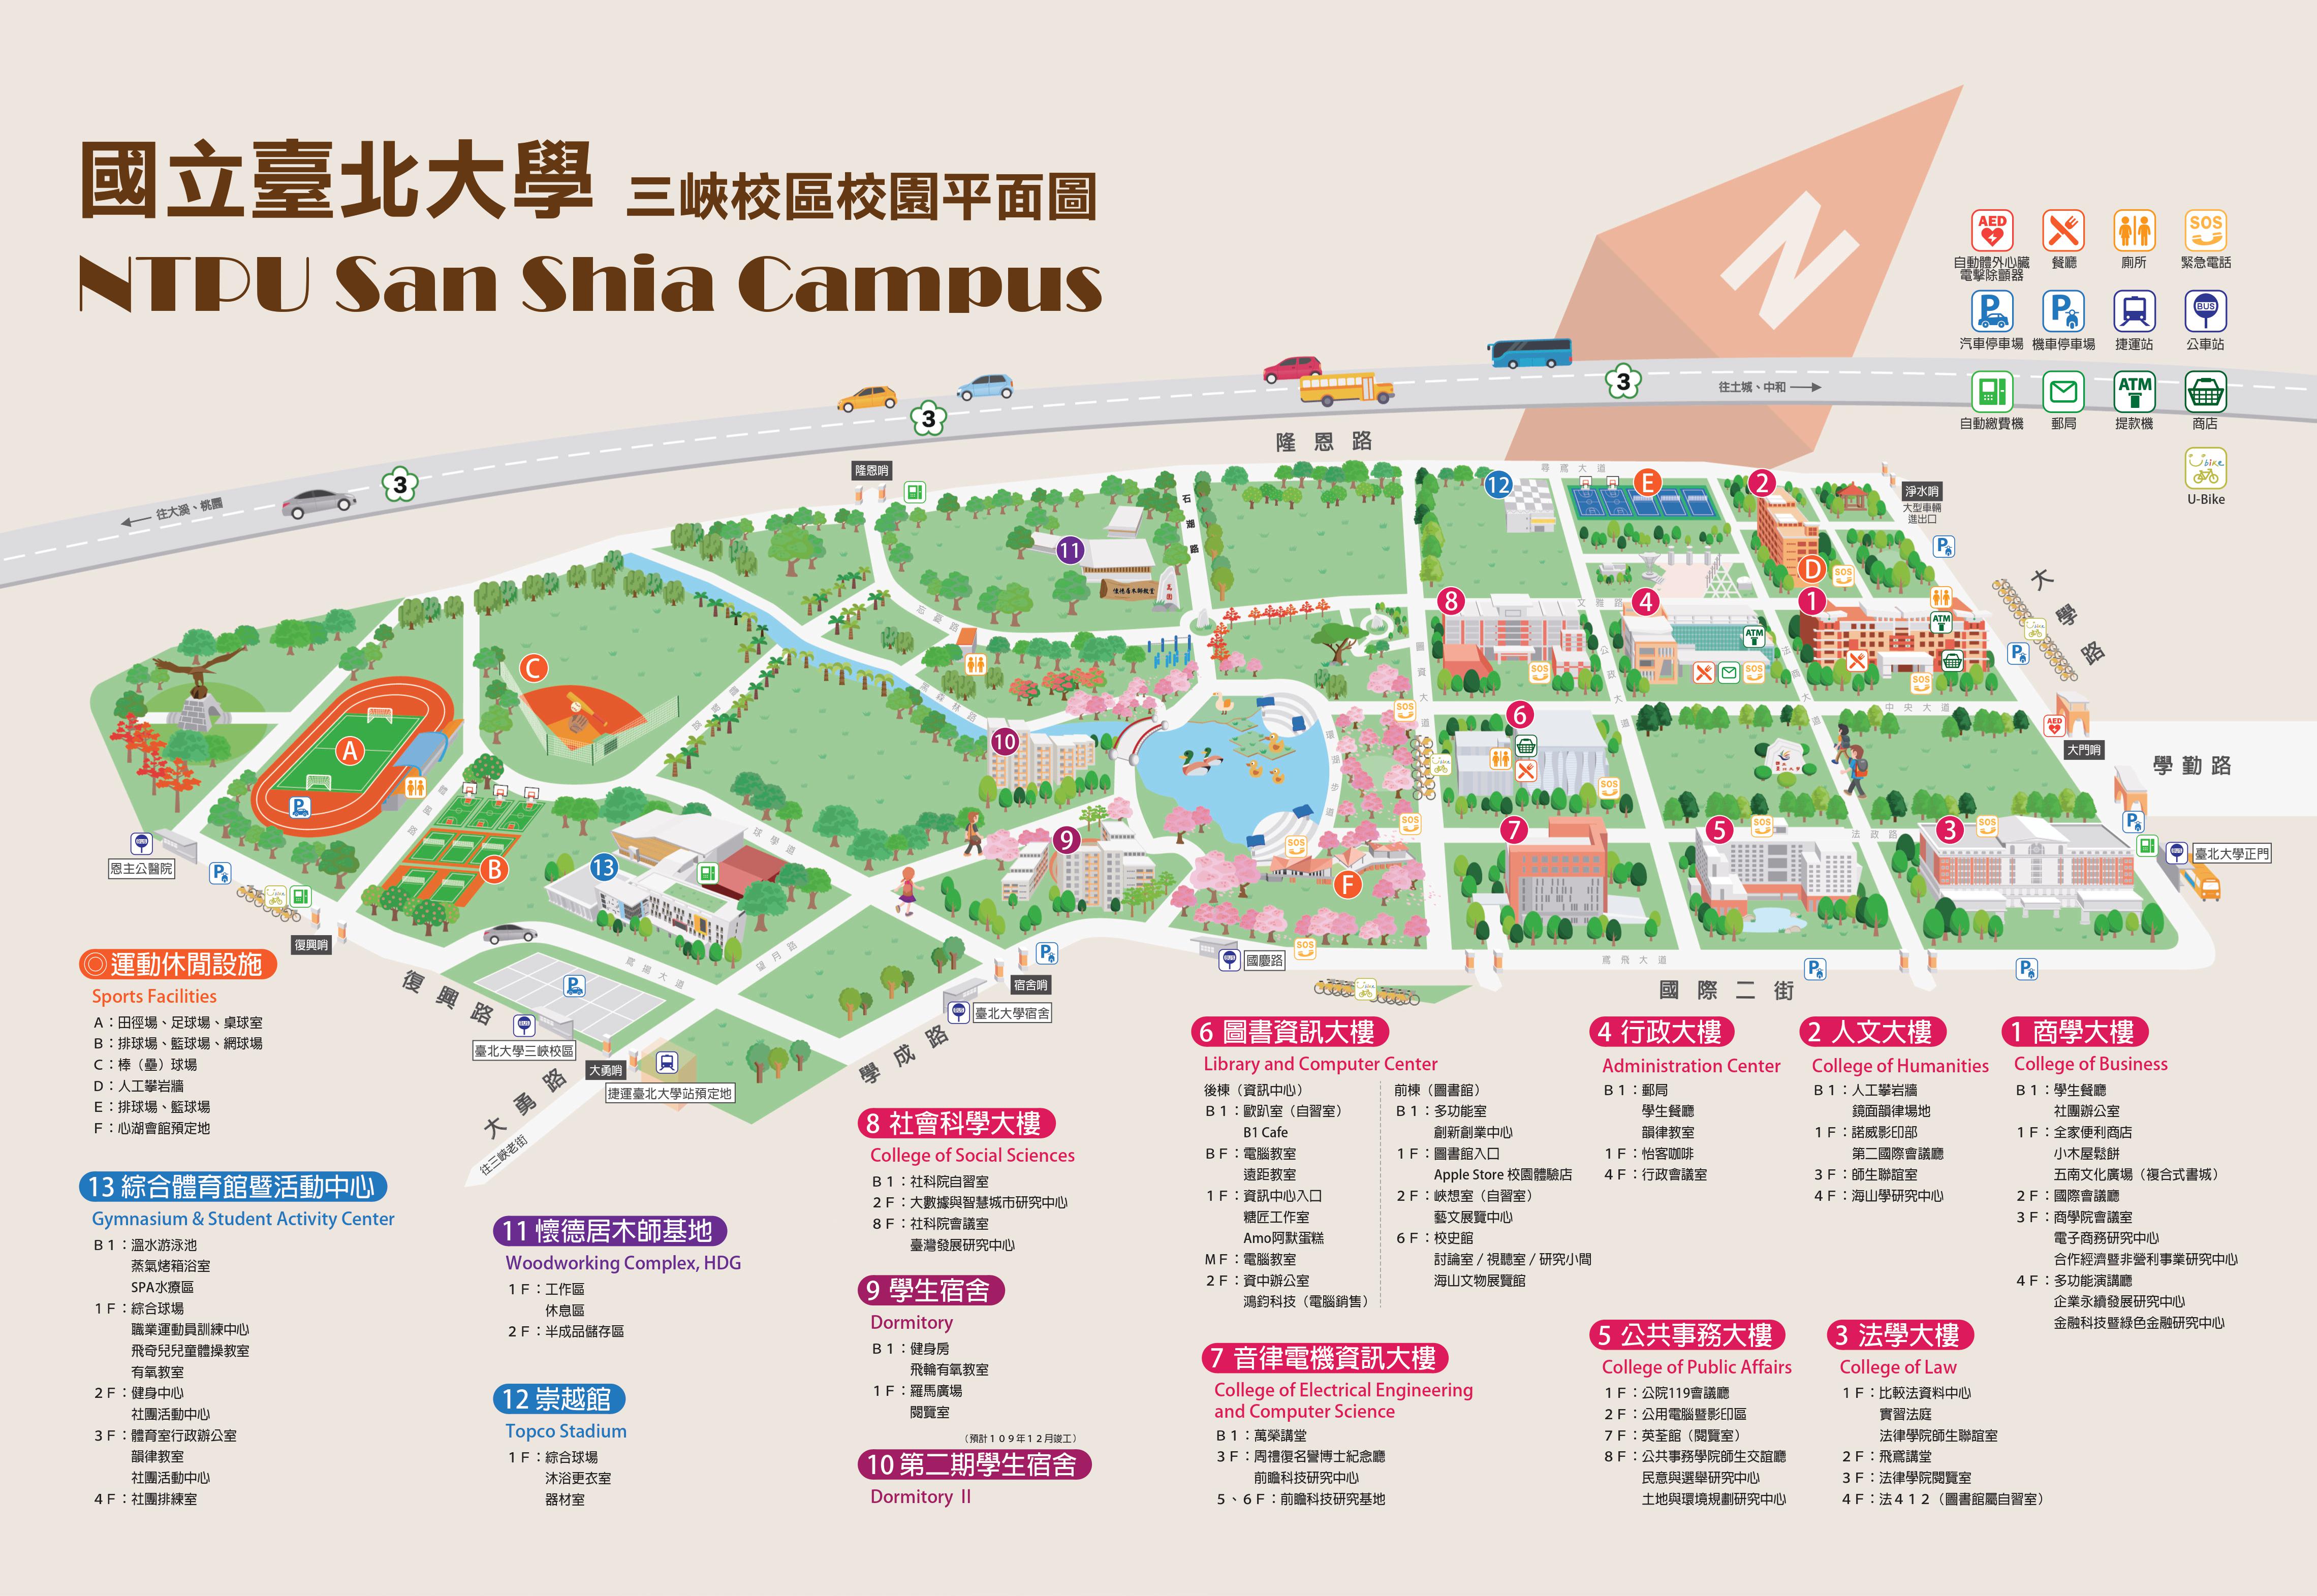 國立臺北大學 三峽校區校園平面圖
NTPU San Shia Campus
N
AED
自動體外心臟
電擊除顫器
餐廳
廁所
SOS
緊急電話
P
汽車停車場
P
機車停車場
捷運站
BUS
公車站
自動繳費機
郵局
ATM
提款機
商店
Ubike
U-Bike
3
往土城、中和
3
3
往大溪、桃園
隆恩路
隆恩哨
石湖路
尋鳶大道
淨水哨
大型車輛
進出口
大學路
12
E
2
11
懷德居木師教室
D
8
文雅路
4
1
C
A
10
6
中央大道
大門哨
學勤路
B
13
9
7
5
法政路
3
F
恩主公醫院
復興哨
臺北大學正門
國慶路
宿舍哨
臺北大學宿舍
鳶飛大道
國際二街
復興路
鷹揚大道
望月路
臺北大學三峽校區
大勇哨
捷運臺北大學站預定地
學成路
大勇路
往三峽老街
運動休閒設施
Sports Facilities
A：田徑場、足球場、桌球室
B：排球場、籃球場、網球場
C：棒（壘）球場
D：人工攀岩牆
E：排球場、籃球場
F：心湖會館預定地
13 綜合體育館暨活動中心
Gymnasium & Student Activity Center
B1：溫水游泳池
蒸氣烤箱浴室
SPA水療區
1F：綜合球場
職業運動員訓練中心
飛奇兒兒童體操教室
有氧教室
2F：健身中心
社團活動中心
3F：體育室行政辦公室
韻律教室
社團活動中心
4F：社團排練室
11 懷德居木師基地
Woodworking Complex, HDG
1F：工作區
休息區
2F：半成品儲存區
12 崇越館
Topco Stadium
1F：綜合球場
沐浴更衣室
器材室
8 社會科學大樓
College of Social Sciences
B1：社科院自習室
2F：大數據與智慧城市研究中心
8F：社科院會議室
臺灣發展研究中心
9 學生宿舍
Dormitory
B1：健身房
飛輪有氧教室
1F：羅馬廣場
閱覽室
（預計109年12月竣工）
10 第二期學生宿舍
Dormitory II
6 圖書資訊大樓
Library and Computer Center
後棟（資訊中心）
B1：歐趴室（自習室）
B1 Cafe
BF：電腦教室
遠距教室
1F：資訊中心入口
糖匠工作室
Amo阿默蛋糕
MF：電腦教室
2F：資中辦公室
鴻鈞科技（電腦銷售）
前棟（圖書館）
B1：多功能室
創新創業中心
1F：圖書館入口
Apple Store 校園體驗店
2F：峽想室（自習室）
藝文展覽中心
6F：校史館
討論室 / 視聽室 / 研究小間
海山文物展覽館
7 音律電機資訊大樓
College of Electrical Engineering
and Computer Science
B1：萬榮講堂
3F：周禮復名譽博士紀念廳
前瞻科技研究中心
5、6F：前瞻科技研究基地
4 行政大樓
Administration Center
B1：郵局
學生餐廳
韻律教室
1F：怡客咖啡
4F：行政會議室
5 公共事務大樓
College of Public Affairs
1F：公院119會議廳
2F：公用電腦暨影印區
7F：英荃館（閱覽室）
8F：公共事務學院師生交誼廳
民意與選舉研究中心
土地與環境規劃研究中心
2 人文大樓
College of Humanities
B1：人工攀岩牆
鏡面韻律場地
1F：諾威影印部
第二國際會議廳
3F：師生聯誼室
4F：海山學研究中心
3 法學大樓
College of Law
1F：比較法資料中心
實習法庭
法律學院師生聯誼室
2F：飛鳶講堂
3F：法律學院閱覽室
4F：法412（圖書館屬自習室）
1 商學大樓
College of Business
B1：學生餐廳
社團辦公室
1F：全家便利商店
小木屋鬆餅
五南文化廣場（複合式書城）
2F：國際會議廳
3F：商學院會議室
電子商務研究中心
合作經濟暨非營利事業研究中心
4F：多功能演講廳
企業永續發展研究中心
金融科技暨綠色金融研究中心